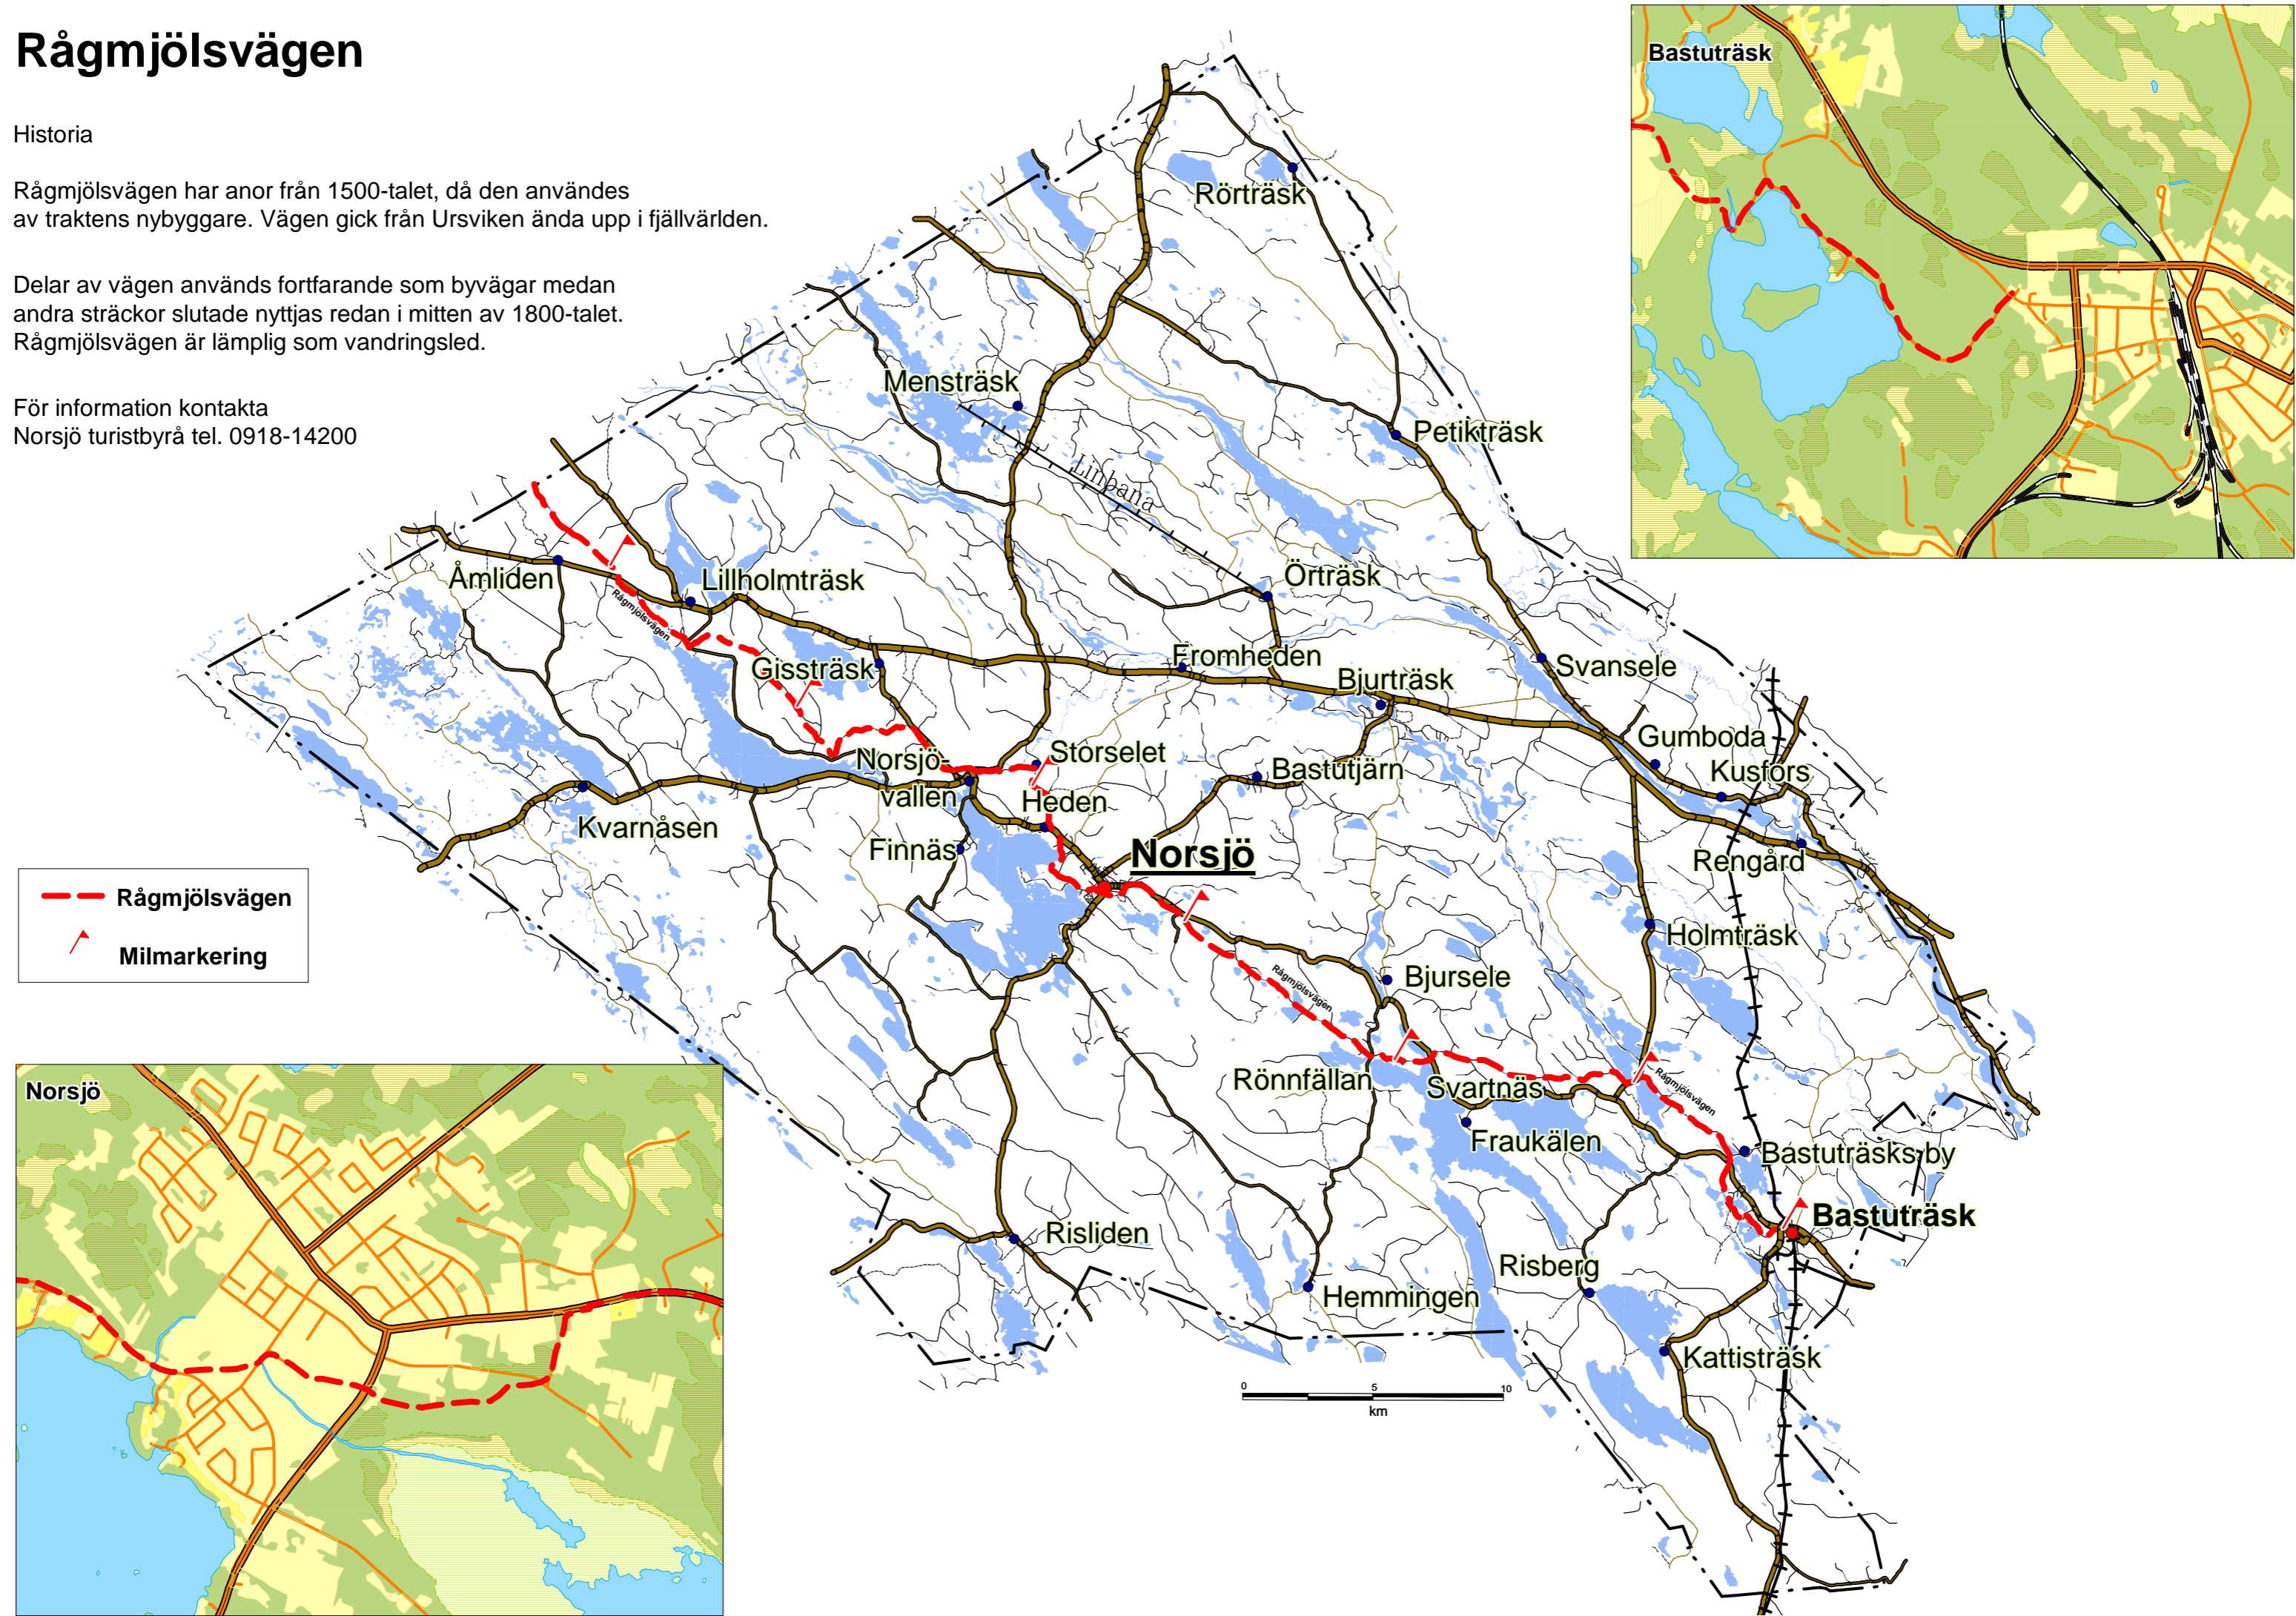 Rågmjölsvägen
Historia
Rågmjölsvägen har anor från 1500-talet, då den användes
av traktens nybyggare. Vägen gick från Ursviken ända upp i fjällvärlden.
Delar av vägen används fortfarande som byvägar medan
andra sträckor slutade nyttjas redan i mitten av 1800-talet.
Rågmjölsvägen är lämplig som vandringsled.
För information kontakta
Norsjö turistbyrå tel. 0918-14200
Bastuträsk
Rörträsk
Mensträsk
Petikträsk
Linbana
Åmliden
Lillholmträsk
Örträsk
Rågmjölsvägen
Gissträsk
Fromheden
Bjurträsk
Svansele
Gumboda
Kusfors
Norsjö-
vallen
Storselet
Bastutjärn
Heden
Kvarnåsen
Finnäs
Norsjö
Rengård
Holmträsk
Rågmjölsvägen
Milmarkering
Bjursele
Rågmjölsvägen
Rönnfällan
Svartnäs
Rågmjölsvägen
Fraukälen
Bastuträsks by
Bastuträsk
Risliden
Risberg
Hemmingen
Kattisträsk
0 5 10
km
Norsjö